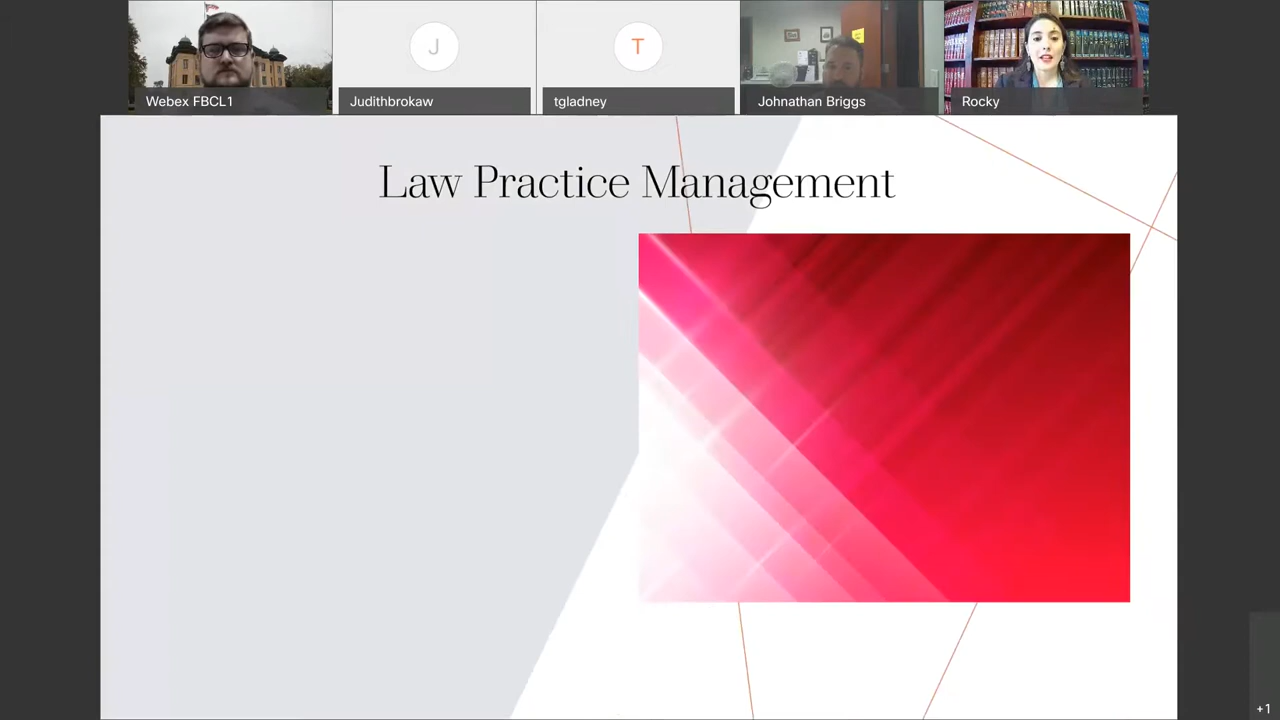 J
T
Webex FBCL1
Judithbrokaw
tgladney
Johnathan Briggs
Rocky
Law Practice Management
+1